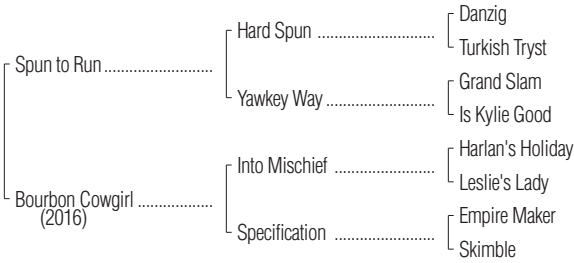 Danzig
Hard Spun ............................
Turkish Tryst
Spun to Run ..........................
Grand Slam
Yawkey Way ..........................
Is Kylie Good
Harlan's Holiday
Into Mischief ........................
Leslie's Lady
Bourbon Cowgirl ..................
(2016)
Empire Maker
Specification ........................
Skimble